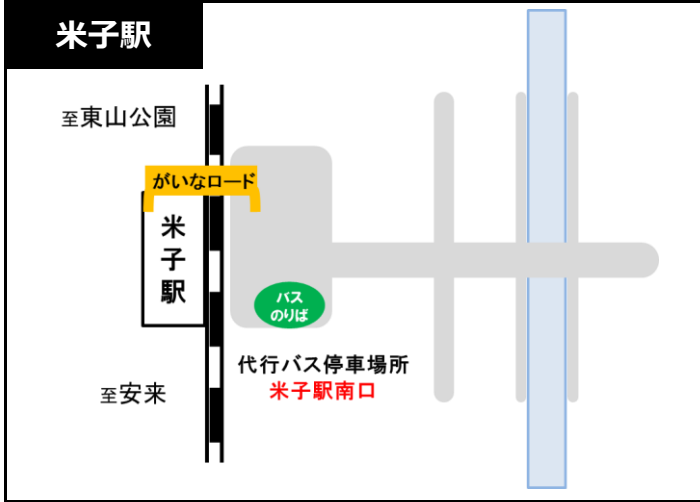 米子駅
至東山公園
がいなロード
米子駅
バス
のりば
代行バス停車場所
米子駅南口
至安来